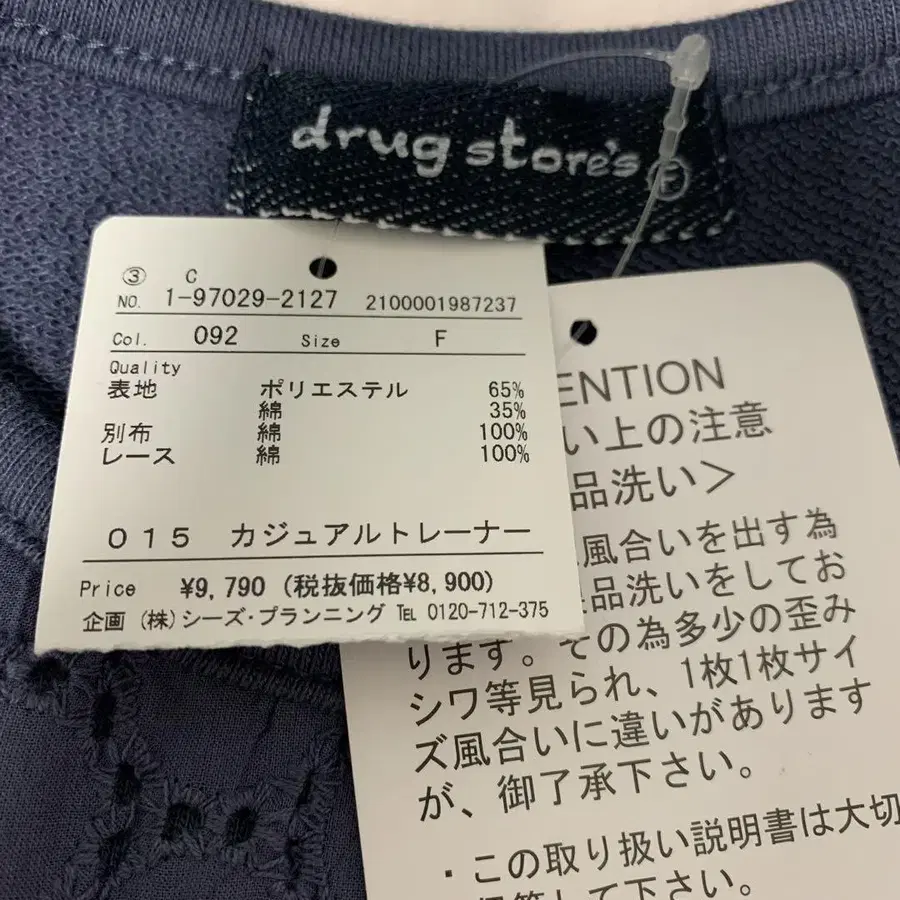 drug store's
F
③ C
NO. 1-97029-2127 2100001987237
Col. 092 Size F
Quality
表地 ポリエステル 65%
綿 35%
別布 綿 100%
レース 綿 100%
015 カジュアルトレーナー
Price ¥9,790 (税抜価格¥8,900)
企画 (株)シーズ・プランニング TEL 0120-712-375
ENTION
い上の注意
品洗い＞
風合いを出す為
品洗いをしてお
ります。その為多少の歪み
シワ等見られ、1枚1枚サイ
ズ風合いに違いがあります
が、御了承下さい。
・この取り扱い説明書は大切
して下さい。